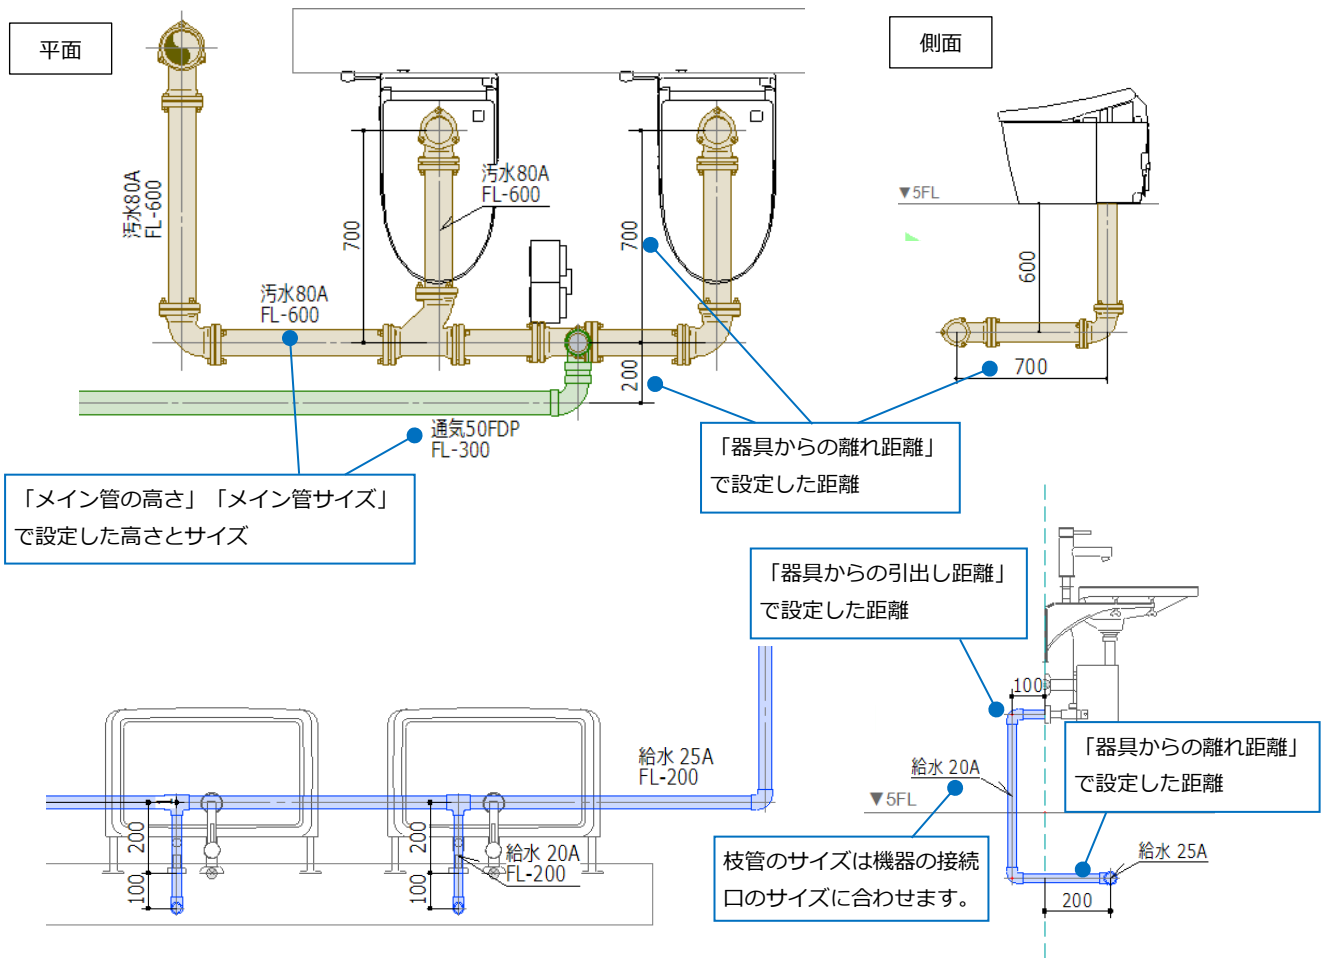 平面
側面
汚水80A
FL-600
汚水80A
FL-600
700
700
▼5FL
600
汚水80A
FL-600
700
200
通気50FDP
FL-300
「器具からの離れ距離」
で設定した距離
「メイン管の高さ」「メイン管サイズ」
で設定した高さとサイズ
「器具からの引出し距離」
で設定した距離
100
給水 25A
FL-200
「器具からの離れ距離」
で設定した距離
給水 20A
▼5FL
200
100
200
100
給水 20A
FL-200
枝管のサイズは機器の接続
口のサイズに合わせます。
給水 25A
200